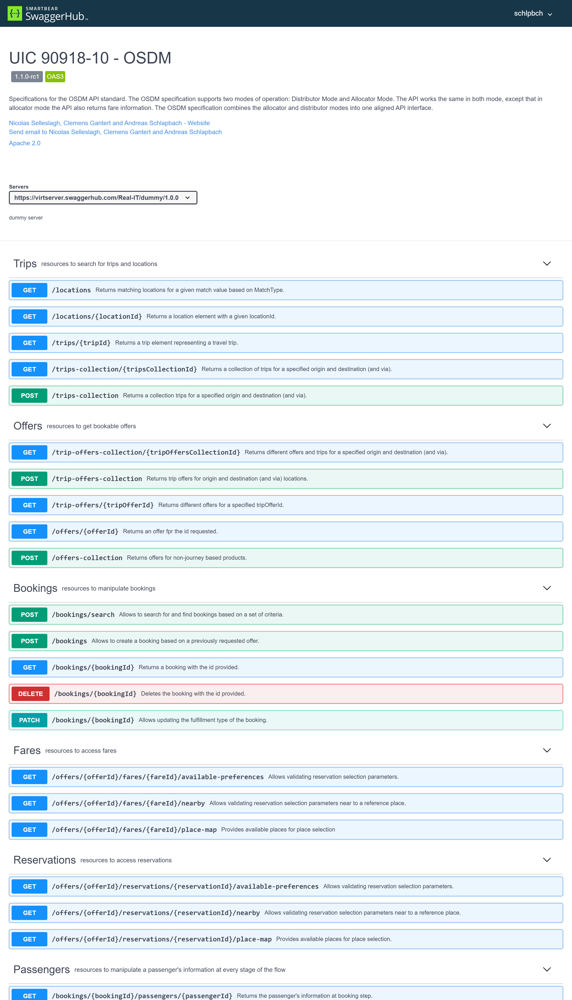 SMARTBEAR
SwaggerHub™
schlpbch
UIC 90918-10 - OSDM
1.1.0-rc1 OAS3
Specifications for the OSDM API standard. The OSDM specification supports two modes of operation: Distributor Mode and Allocator Mode. The API works the same in both mode, except that in
allocator mode the API also returns fare information. The OSDM specification combines the allocator and distributor modes into one aligned API interface.
Nicolas Selleslagh, Clemens Gantert and Andreas Schlapbach - Website
Send email to Nicolas Selleslagh, Clemens Gantert and Andreas Schlapbach
Apache 2.0
Servers
https://virtserver.swaggerhub.com/Real-IT/dummy/1.0.0
dummy server
Trips resources to search for trips and locations
GET /locations Returns matching locations for a given match value based on MatchType.
GET /locations/{locationId} Returns a location element with a given locationId.
GET /trips/{tripId} Returns a trip element representing a travel trip.
GET /trips-collection/{tripsCollectionId} Returns a collection of trips for a specified origin and destination (and via).
POST /trips-collection Returns a collection trips for a specified origin and destination (and via).
Offers resources to get bookable offers
GET /trip-offers-collection/{tripOffersCollectionId} Returns different offers and trips for a specified origin and destination (and via).
POST /trip-offers-collection Returns trip offers for origin and destination (and via) locations.
GET /trip-offers/{tripOfferId} Returns different offers for a specified tripOfferId.
GET /offers/{offerId} Returns an offer fpr the id requested.
POST /offers-collection Returns offers for non-journey based products.
Bookings resources to manipulate bookings
POST /bookings/search Allows to search for and find bookings based on a set of criteria.
POST /bookings Allows to create a booking based on a previously requested offer.
GET /bookings/{bookingId} Returns a booking with the id provided.
DELETE /bookings/{bookingId} Deletes the booking with the id provided.
PATCH /bookings/{bookingId} Allows updating the fulfillment type of the booking.
Fares resources to access fares
GET /offers/{offerId}/fares/{fareId}/available-preferences Allows validating reservation selection parameters.
GET /offers/{offerId}/fares/{fareId}/nearby Allows validating reservation selection parameters near to a reference place.
GET /offers/{offerId}/fares/{fareId}/place-map Provides available places for place selection
Reservations resources to access reservations
GET /offers/{offerId}/reservations/{reservationId}/available-preferences Allows validating reservation selection parameters.
GET /offers/{offerId}/reservations/{reservationId}/nearby Allows validating reservation selection parameters near to a reference place.
GET /offers/{offerId}/reservations/{reservationId}/place-map Provides available places for place selection.
Passengers resources to manipulate a passenger's information at every stage of the flow
GET /bookings/{bookingId}/passengers/{passengerId} Returns the passenger's information at booking step.